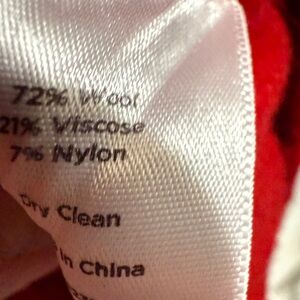 72% Wool
21% Viscose
7% Nylon
Dry Clean
in China